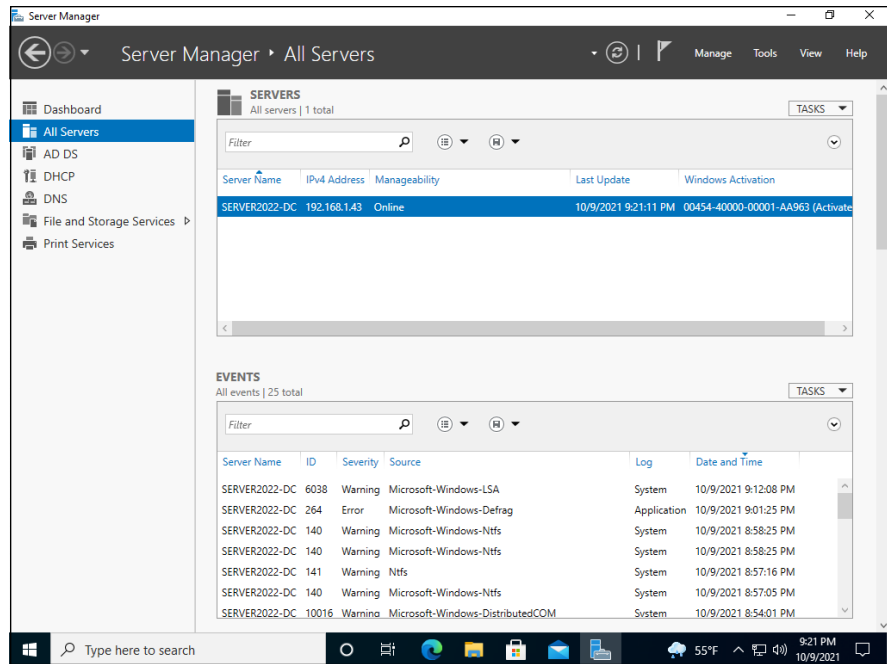 Server Manager
Server Manager • All Servers
Manage Tools View Help
Dashboard
All Servers
AD DS
DHCP
DNS
File and Storage Services
Print Services
SERVERS
All servers | 1 total
TASKS
Filter
Server Name IPv4 Address Manageability Last Update Windows Activation
SERVER2022-DC 192.168.1.43 Online 10/9/2021 9:21:11 PM 00454-40000-00001-AA963 (Activate
EVENTS
All events | 25 total
TASKS
Filter
Server Name ID Severity Source Log Date and Time
SERVER2022-DC 6038 Warning Microsoft-Windows-LSA System 10/9/2021 9:12:08 PM
SERVER2022-DC 264 Error Microsoft-Windows-Defrag Application 10/9/2021 9:01:25 PM
SERVER2022-DC 140 Warning Microsoft-Windows-Ntfs System 10/9/2021 8:58:25 PM
SERVER2022-DC 140 Warning Microsoft-Windows-Ntfs System 10/9/2021 8:58:25 PM
SERVER2022-DC 141 Warning Ntfs System 10/9/2021 8:57:16 PM
SERVER2022-DC 140 Warning Microsoft-Windows-Ntfs System 10/9/2021 8:57:05 PM
SERVER2022-DC 10016 Warning Microsoft-Windows-DistributedCOM System 10/9/2021 8:54:01 PM
Type here to search
55°F
9:21 PM
10/9/2021